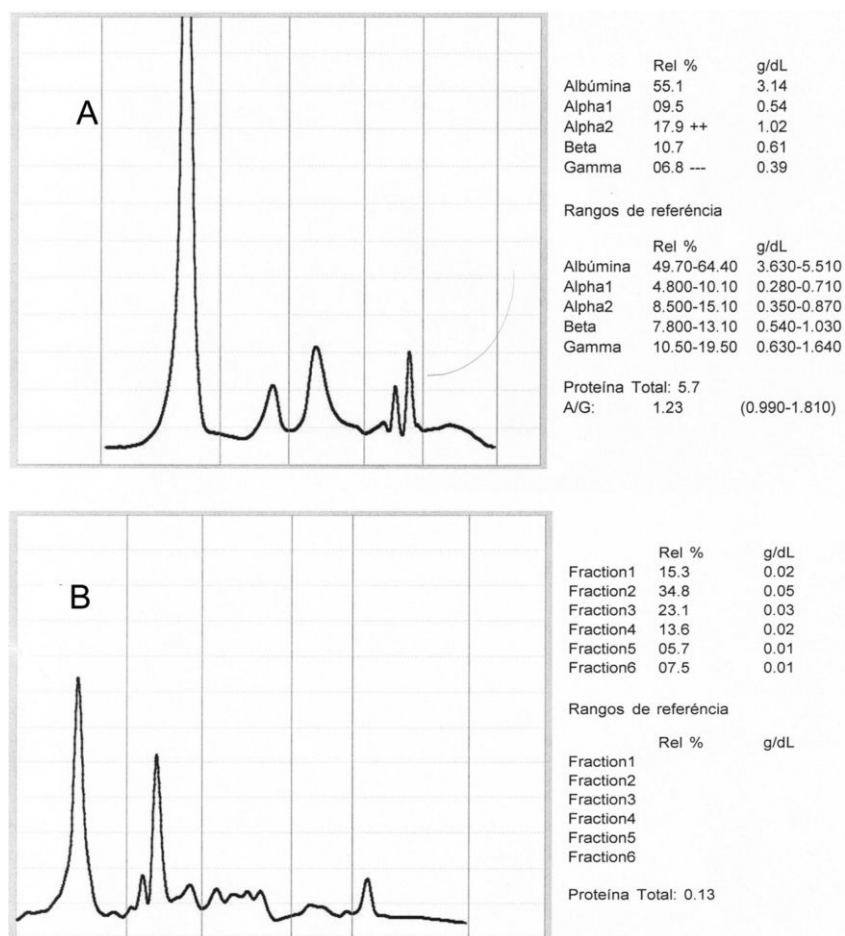 A
Rel % g/dL
Albúmina 55.1 3.14
Alpha1 09.5 0.54
Alpha2 17.9 ++ 1.02
Beta 10.7 0.61
Gamma 06.8 --- 0.39
Rangos de referéncia
Rel % g/dL
Albúmina 49.70-64.40 3.630-5.510
Alpha1 4.800-10.10 0.280-0.710
Alpha2 8.500-15.10 0.350-0.870
Beta 7.800-13.10 0.540-1.030
Gamma 10.50-19.50 0.630-1.640
Proteína Total: 5.7
A/G: 1.23 (0.990-1.810)
B
Rel % g/dL
Fraction1 15.3 0.02
Fraction2 34.8 0.05
Fraction3 23.1 0.03
Fraction4 13.6 0.02
Fraction5 05.7 0.01
Fraction6 07.5 0.01
Rangos de referéncia
Rel % g/dL
Fraction1
Fraction2
Fraction3
Fraction4
Fraction5
Fraction6
Proteína Total: 0.13